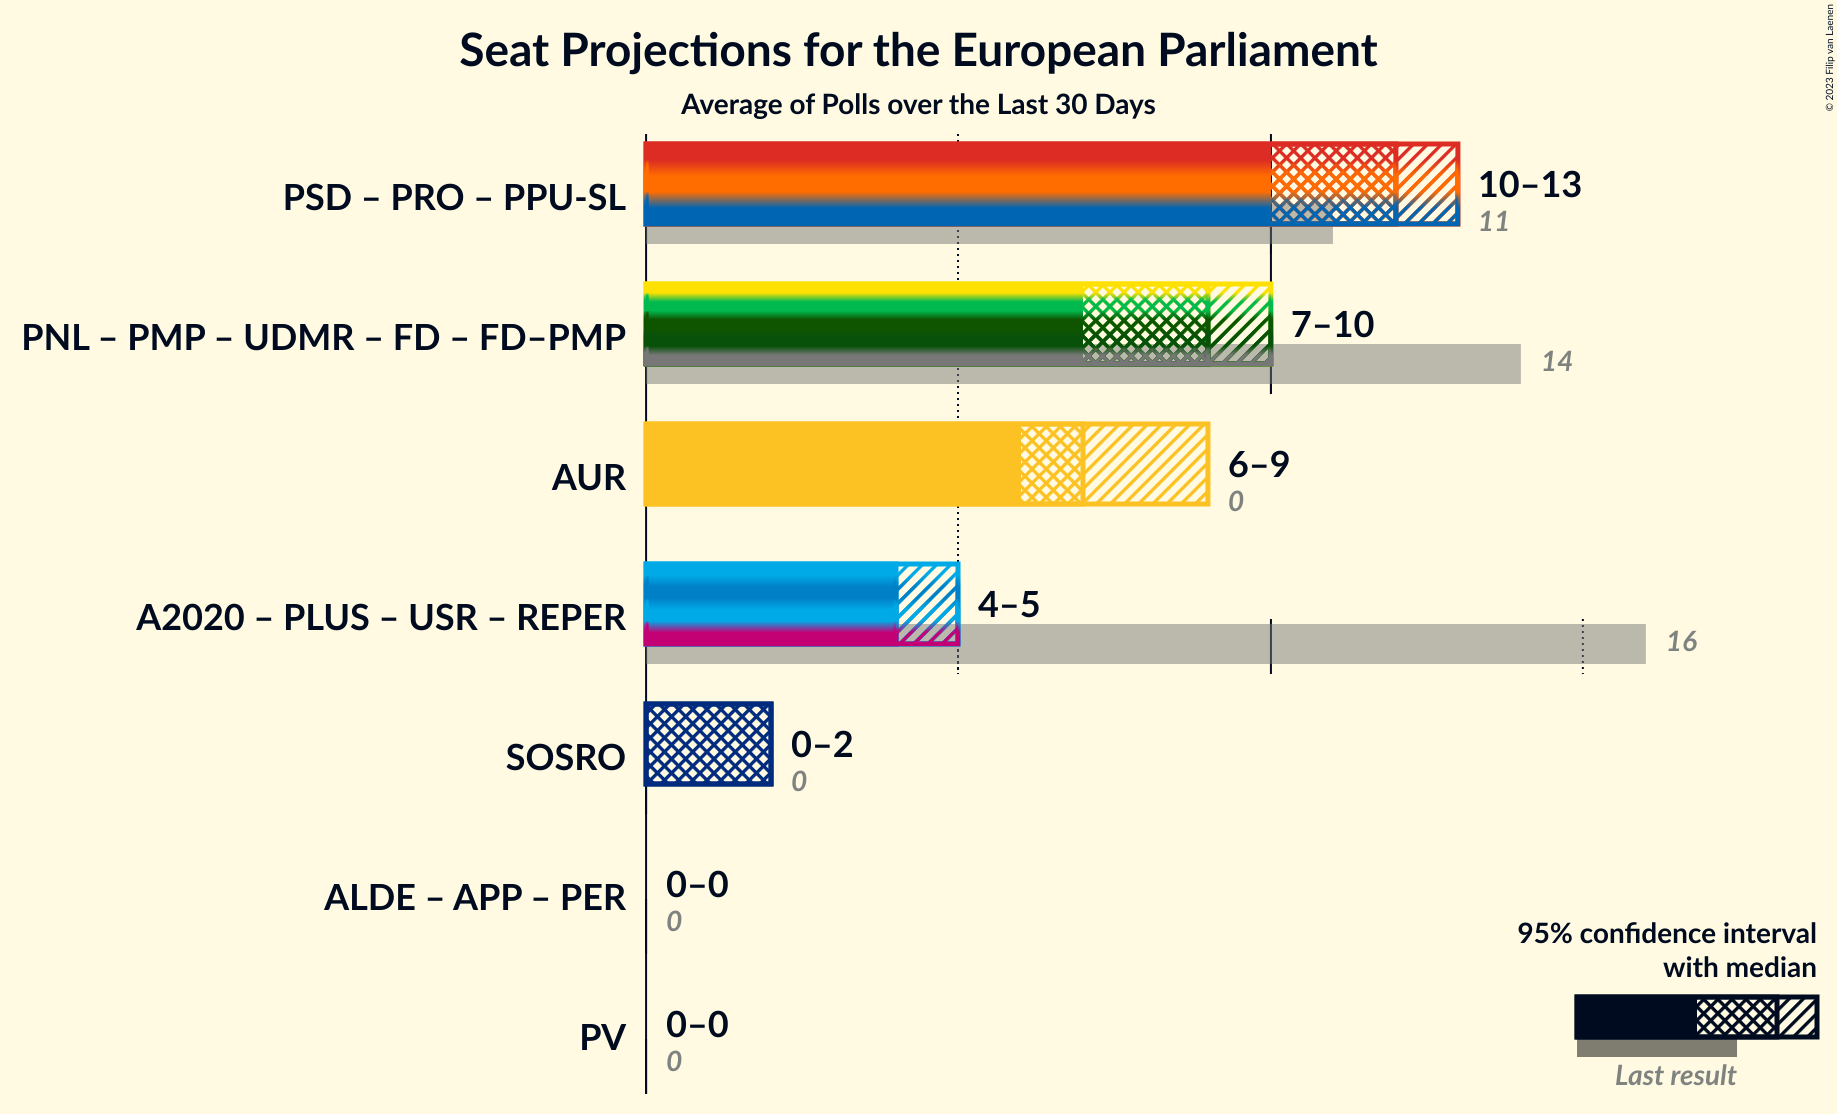 Seat Projections for the European Parliament
Average of Polls over the Last 30 Days
© 2023 Filip van Laenen
PSD – PRO – PPU-SL
10–13
11
PNL – PMP – UDMR – FD – FD–PMP
7–10
14
AUR
6–9
0
A2020 – PLUS – USR – REPER
4–5
16
SOSRO
0–2
0
ALDE – APP – PER
0–0
0
PV
0–0
0
95% confidence interval
with median
Last result